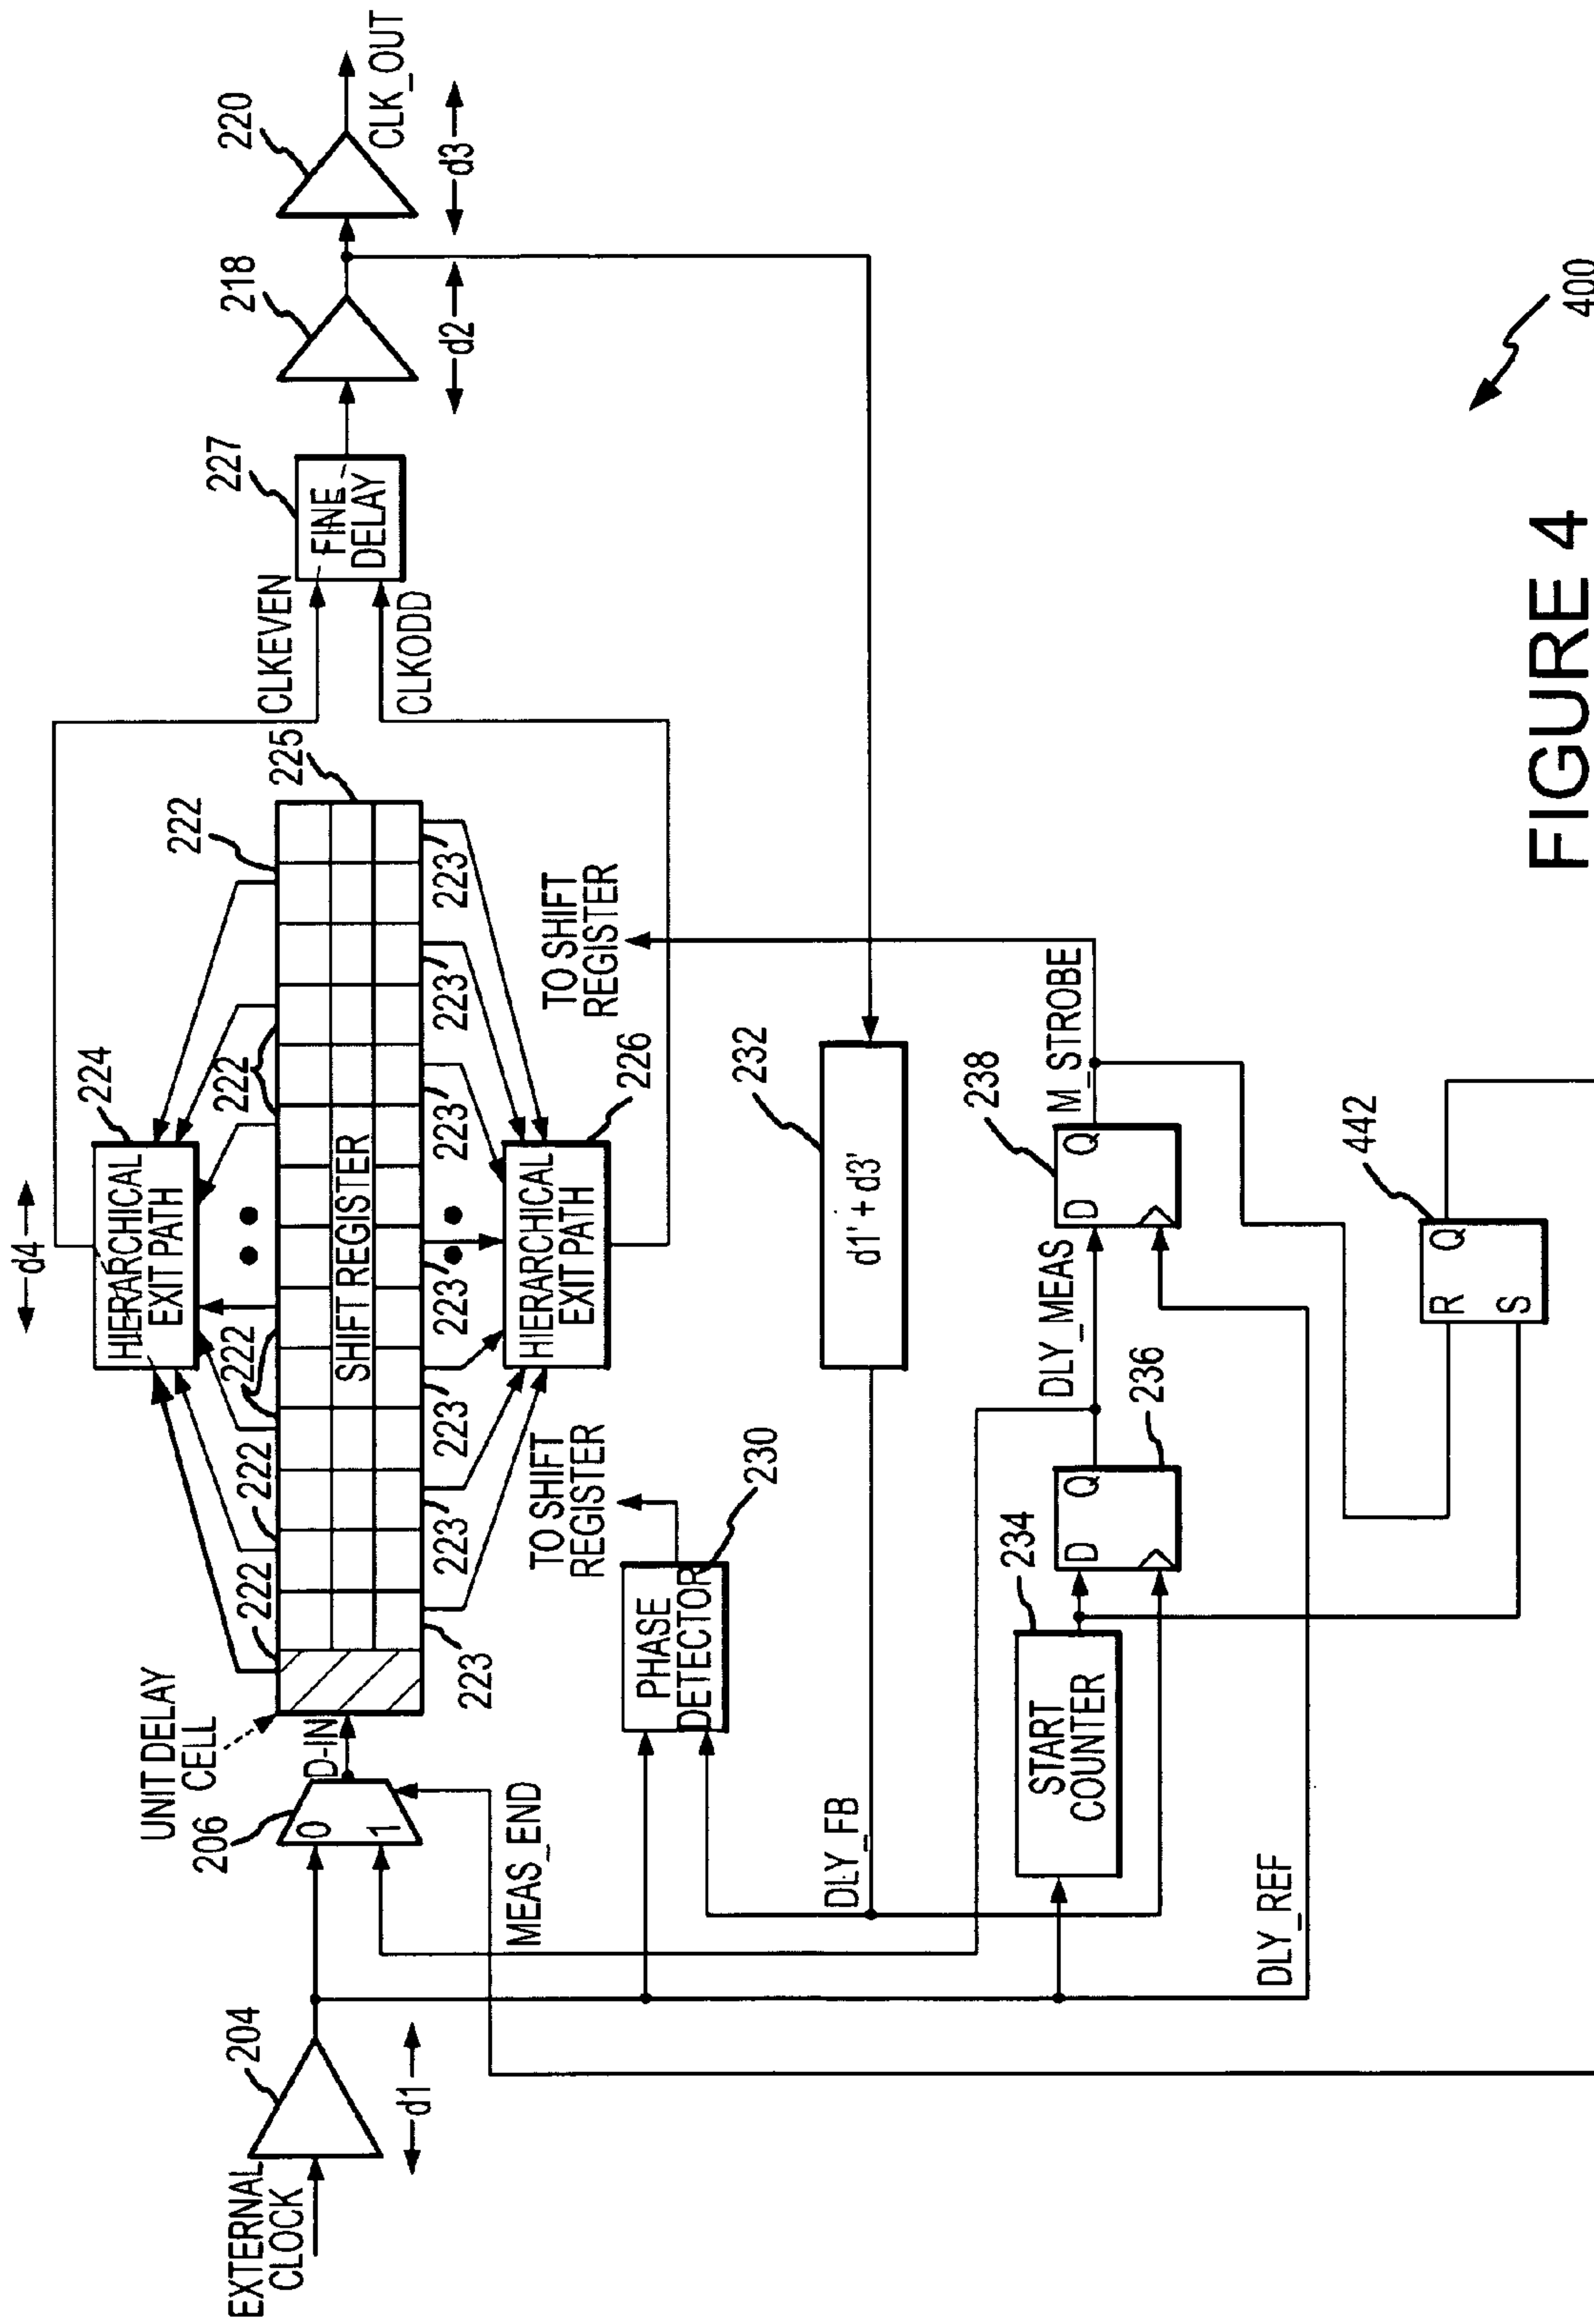 d4
224
HIERARCHICAL
EXIT PATH
222
222
222
222
222
222
UNIT DELAY
CELL
D-IN
SHIFT REGISTER
225
223
223
223
223
223
223
223
223
HIERARCHICAL
EXIT PATH
226
EXTERNAL
CLOCK
204
d1
206
0
1
MEAS_END
CLKEVEN
CLKODD
227
FINE
DELAY
218
d2
220
d3
CLK_OUT
TO SHIFT
REGISTER
TO SHIFT
REGISTER
PHASE
DETECTOR
230
232
d1' + d3'
DLY_FB
START
COUNTER
234
D
Q
236
DLY_MEAS
D
Q
238
M_STROBE
DLY_REF
R
Q
S
442
FIGURE 4
400